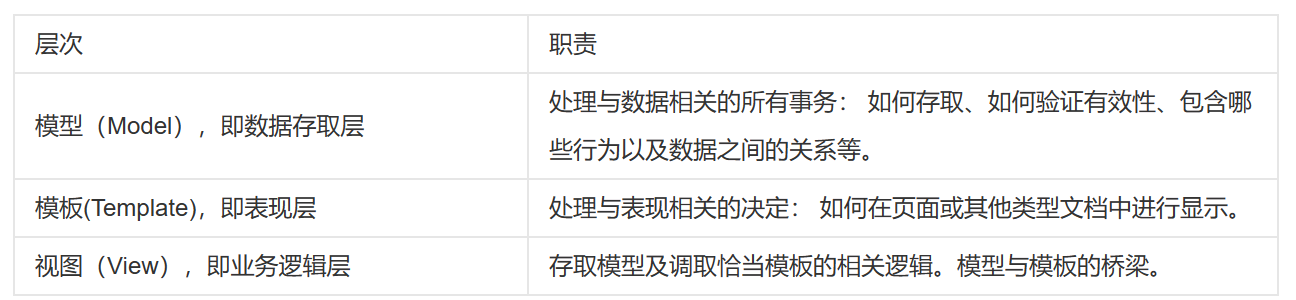 层次
职责
模型（Model），即数据存取层
处理与数据相关的所有事务： 如何存取、如何验证有效性、包含哪
些行为以及数据之间的关系等。
模板(Template)，即表现层
处理与表现相关的决定： 如何在页面或其他类型文档中进行显示。
视图（View），即业务逻辑层
存取模型及调取恰当模板的相关逻辑。模型与模板的桥梁。